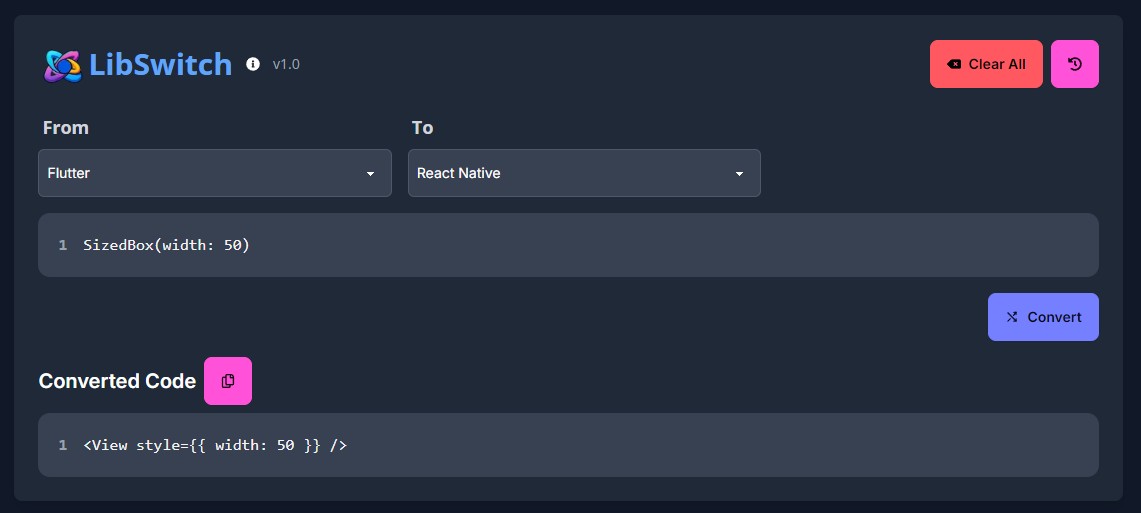 LibSwitch v1.0 Clear All
From To
Flutter React Native
1 SizedBox(width: 50)
Convert
Converted Code
1 <View style={{ width: 50 }} />